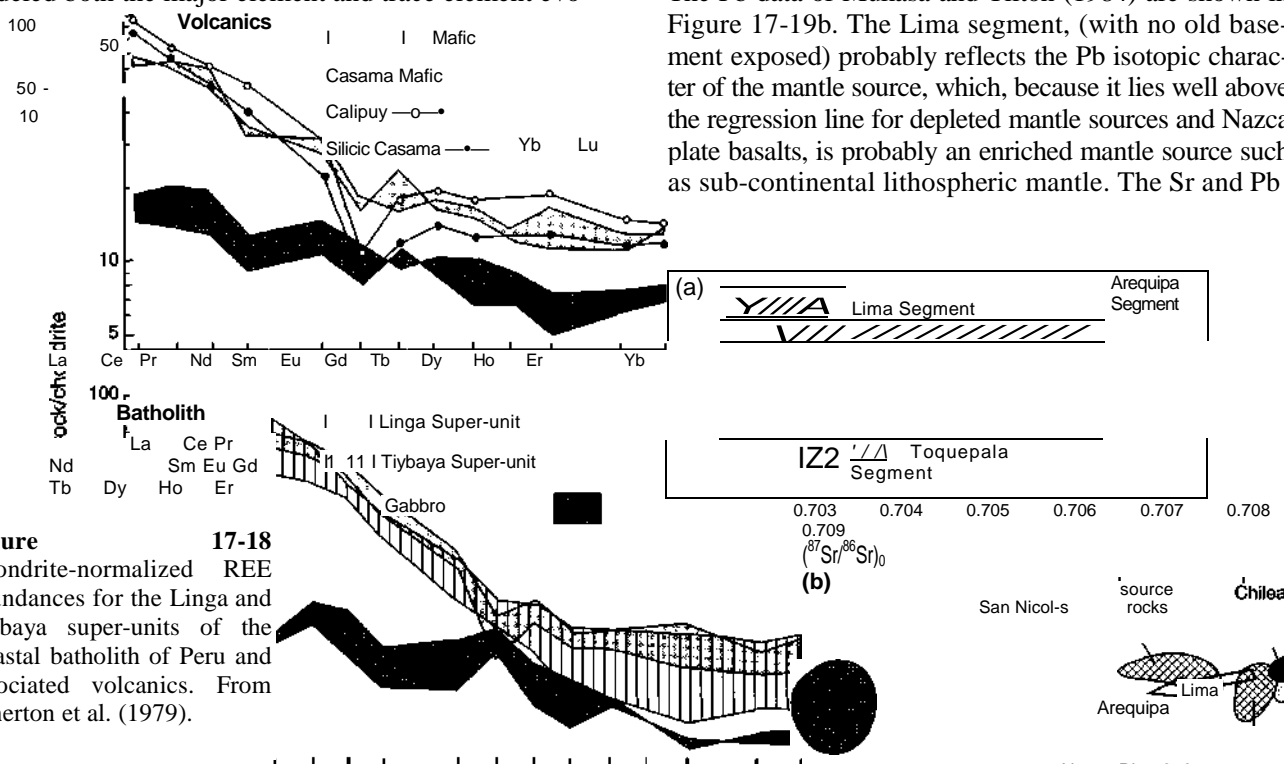 Volcanics
100
50
50 -
10
I I Mafic
Casama Mafic
Calipuy
Silicic Casama
Yb Lu
10
5
La Ce Pr Nd Sm Eu Gd Tb Dy Ho Er Yb
100
Batholith
La Ce Pr
Nd Sm Eu Gd
Tb Dy Ho Er
I I Linga Super-unit
11 I Tiybaya Super-unit
Gabbro
ure 17-18
ondrite-normalized REE
undances for the Linga and
baya super-units of the
astal batholith of Peru and
ociated volcanics. From
herton et al. (1979).
Figure 17-19b. The Lima segment, (with no old base-
ment exposed) probably reflects the Pb isotopic charac-
ter of the mantle source, which, because it lies well above
the regression line for depleted mantle sources and Nazca
plate basalts, is probably an enriched mantle source such
as sub-continental lithospheric mantle. The Sr and Pb
(a)
Arequipa
Segment
Y////A Lima Segment
V/// ///////////
IZ2 '//\ Toquepala
Segment
0.703 0.704 0.705 0.706 0.707 0.708
0.709
(87Sr/86Sr)0
(b)
San Nicol-s
source
rocks
Chilea
Lima
Arequipa